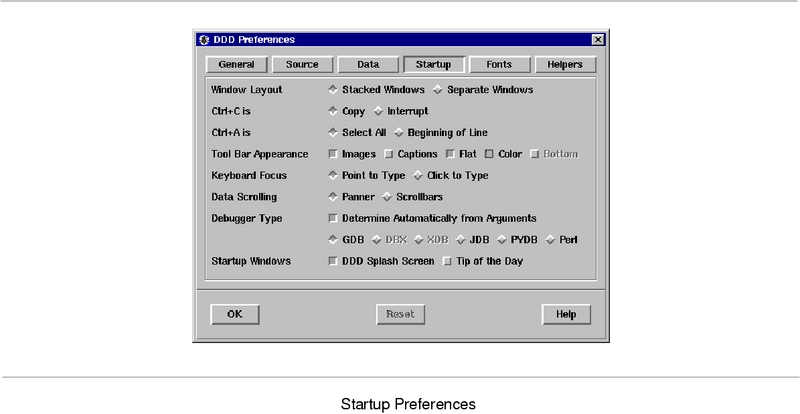 DDD Preferences
General Source Data Startup Fonts Helpers
Window Layout Stacked Windows Separate Windows
Ctrl+C is Copy Interrupt
Ctrl+A is Select All Beginning of Line
Tool Bar Appearance Images Captions Flat Color Bottom
Keyboard Focus Point to Type Click to Type
Data Scrolling Panner Scrollbars
Debugger Type Determine Automatically from Arguments
GDB DBX XDB JDB PYDB Perl
Startup Windows DDD Splash Screen Tip of the Day
OK Reset Help
Startup Preferences